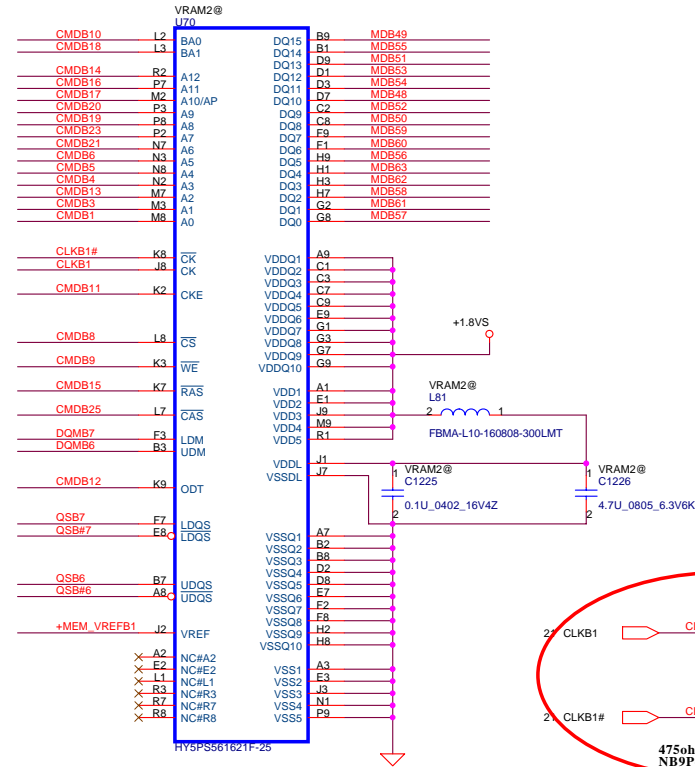 VRAM2@
U70
CMDB10 L2 BA0
CMDB18 L3 BA1
CMDB14 R2 A12
CMDB16 P7 A11
CMDB17 M2 A10/AP
CMDB20 P3 A9
CMDB19 P8 A8
CMDB23 P2 A7
CMDB21 N7 A6
CMDB6 N3 A5
CMDB5 N8 A4
CMDB4 N2 A3
CMDB13 M7 A2
CMDB3 M3 A1
CMDB1 M8 A0
CLKB1# K8 CK
CLKB1 J8 CK
CMDB11 K2 CKE
CMDB8 L8 CS
CMDB9 K3 WE
CMDB15 K7 RAS
CMDB25 L7 CAS
DQMB7 F3 LDM
DQMB6 B3 UDM
CMDB12 K9 ODT
QSB7 F7 LDQS
QSB#7 E8 LDQS
QSB6 B7 UDQS
QSB#6 A8 UDQS
+MEM_VREFB1 J2 VREF
A2 NC#A2
E2 NC#E2
L1 NC#L1
R3 NC#R3
R7 NC#R7
R8 NC#R8
DQ15 B9 MDB49
DQ14 B1 MDB55
DQ13 D9 MDB51
DQ12 D1 MDB53
DQ11 D3 MDB54
DQ10 D7 MDB48
DQ9 C2 MDB52
DQ8 C8 MDB50
DQ7 F9 MDB59
DQ6 F1 MDB60
DQ5 H9 MDB56
DQ4 H1 MDB63
DQ3 H3 MDB62
DQ2 H7 MDB58
DQ1 G2 MDB61
DQ0 G8 MDB57
VDDQ1 A9
VDDQ2 C1
VDDQ3 C3
VDDQ4 C7
VDDQ5 C9
VDDQ6 E9
VDDQ7 G1
VDDQ8 G3
VDDQ9 G7
VDDQ10 G9
+1.8VS
VDD1 A1
VDD2 E1
VDD3 J9
VDD4 M9
VDD5 R1
VRAM2@
L81
2 1
FBMA-L10-160808-300LMT
VDDL J1
VSSDL J7
1 VRAM2@
C1225
0.1U_0402_16V4Z
2
1 VRAM2@
C1226
4.7U_0805_6.3V6K
2
VSSQ1 A7
VSSQ2 B2
VSSQ3 B8
VSSQ4 D2
VSSQ5 D8
VSSQ6 E7
VSSQ7 F2
VSSQ8 F8
VSSQ9 H2
VSSQ10 H8
VSS1 A3
VSS2 E3
VSS3 J3
VSS4 N1
VSS5 P9
HY5PS561621F-25
21 CLKB1
21 CLKB1#
475oh
NB9P